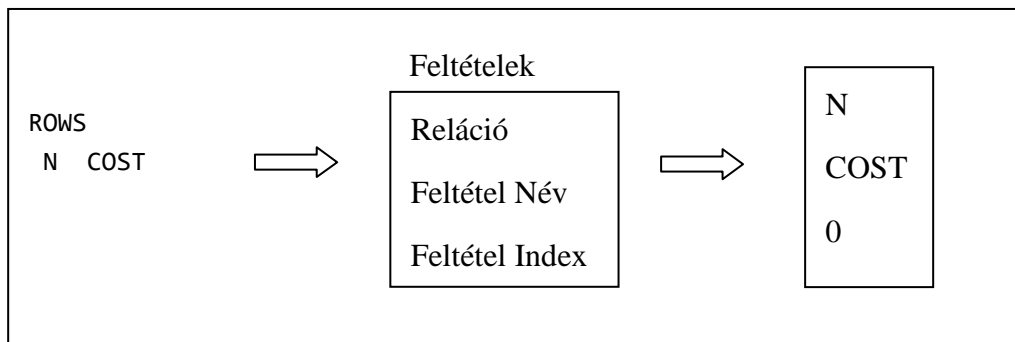 ROWS
N COST
Feltételek
Reláció
Feltétel Név
Feltétel Index
N
COST
0